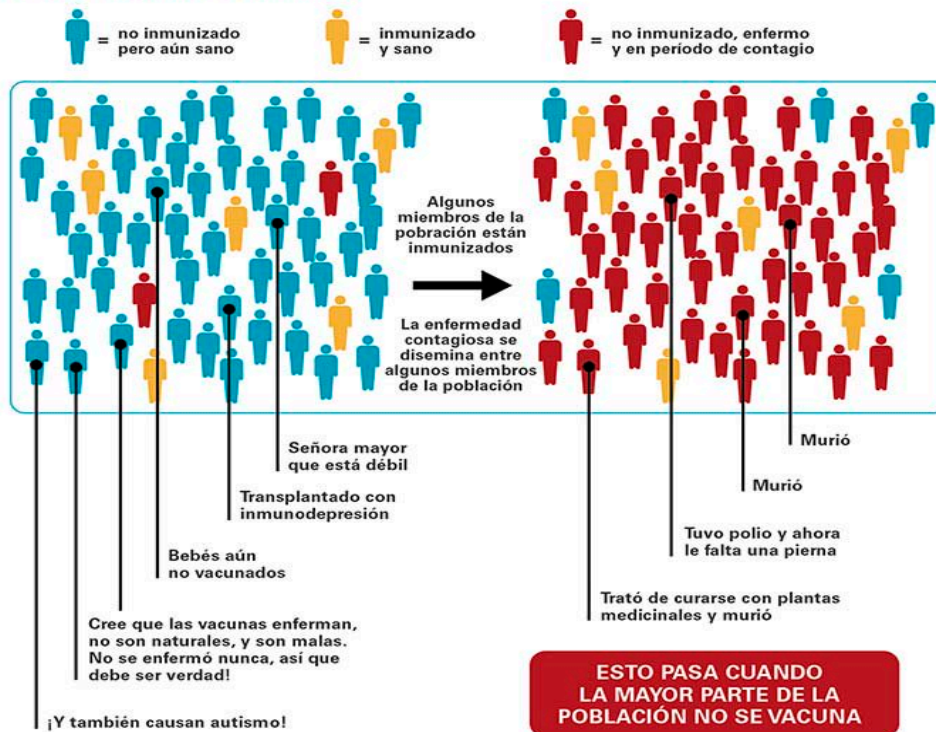 = no inmunizado
pero aún sano
= inmunizado
y sano
= no inmunizado, enfermo
y en período de contagio
Algunos
miembros de la
pobración están
inmunizados
La enfermedad
contagiosa se
disemina entre
algunos miembros
de la población
Señora mayor
que está débil
Transplantado con
inmunodepresión
Bebés aún
no vacunados
Cree que las vacunas enferman,
no son naturales, y son malas.
No se enfermó nunca, así que
debe ser verdad!
¡Y también causan autismo!
Murió
Murió
Tuvo polio y ahora
le falta una pierna
Trató de curarse con plantas
medicinales y murió
ESTO PASA CUANDO
LA MAYOR PARTE DE LA
POBLACIÓN NO SE VACUNA